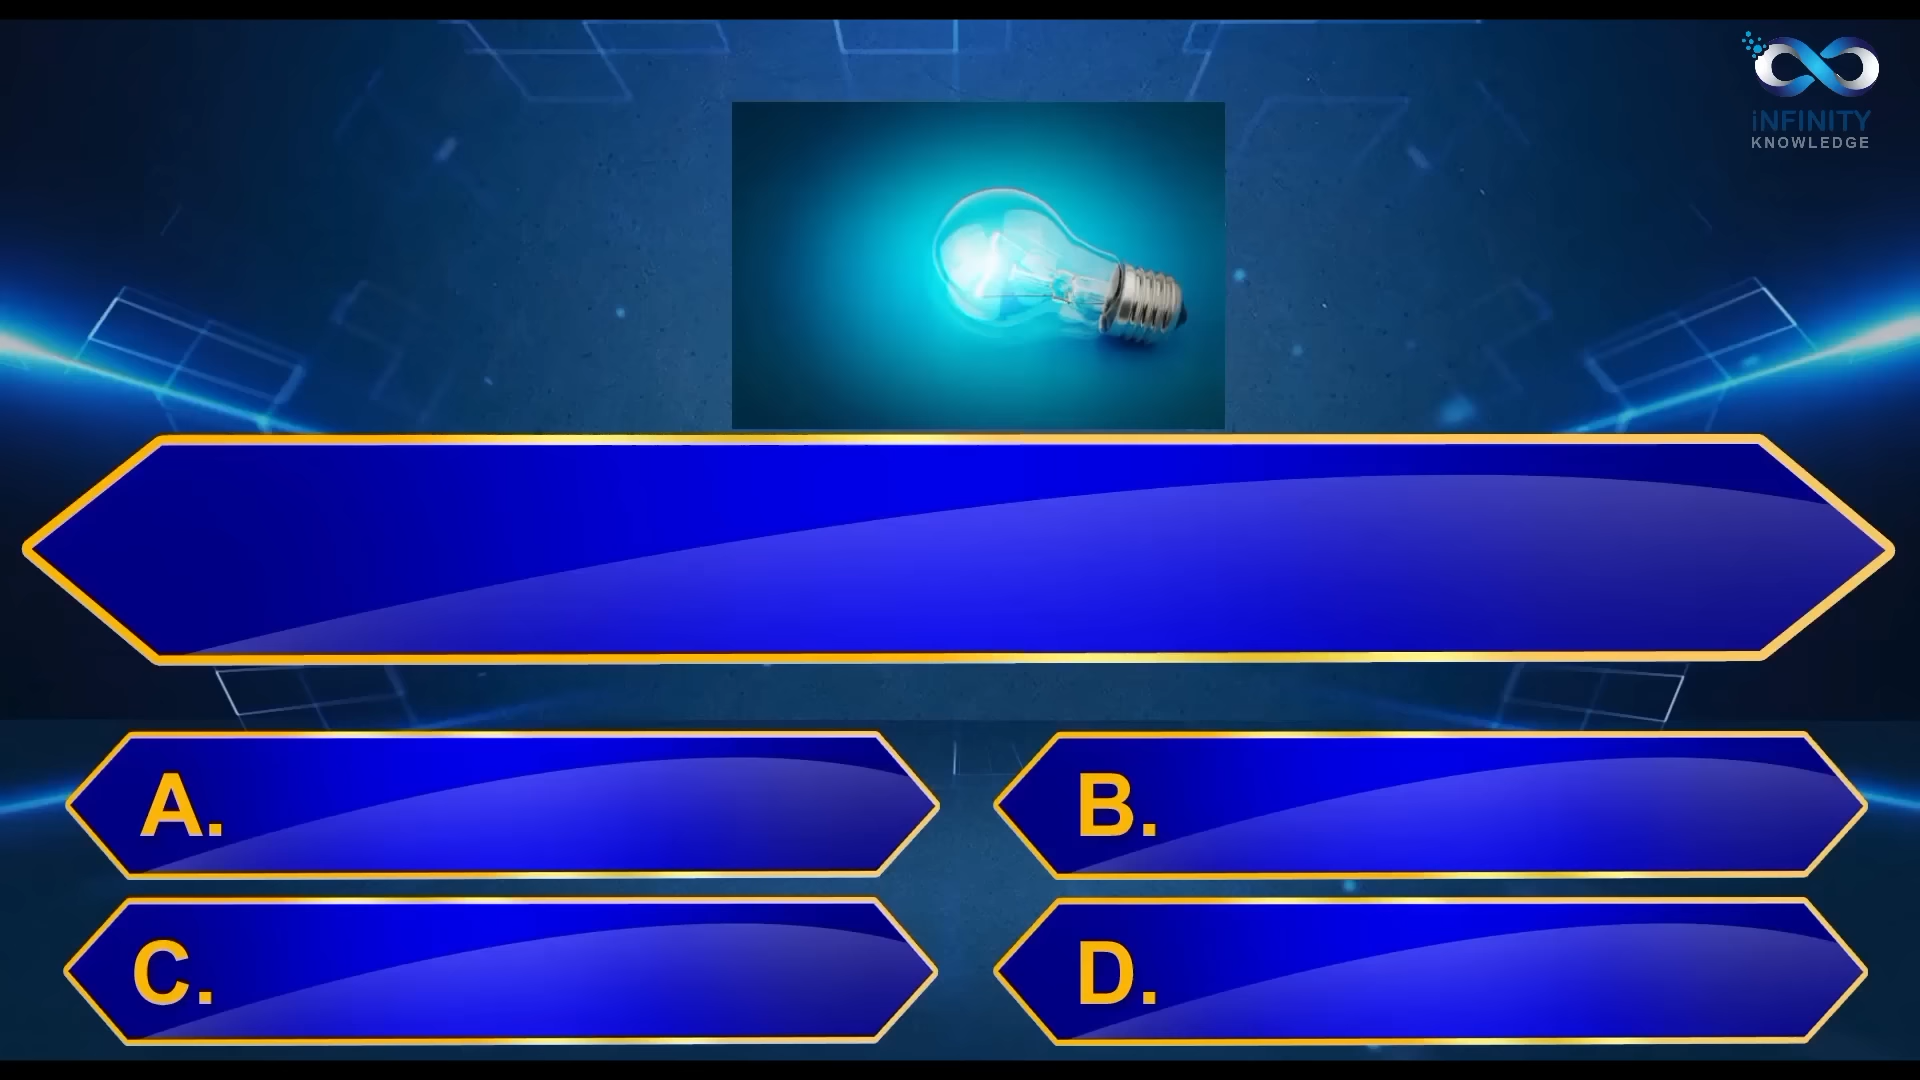 iNFINITY
KNOWLEDGE
A.
B.
C.
D.